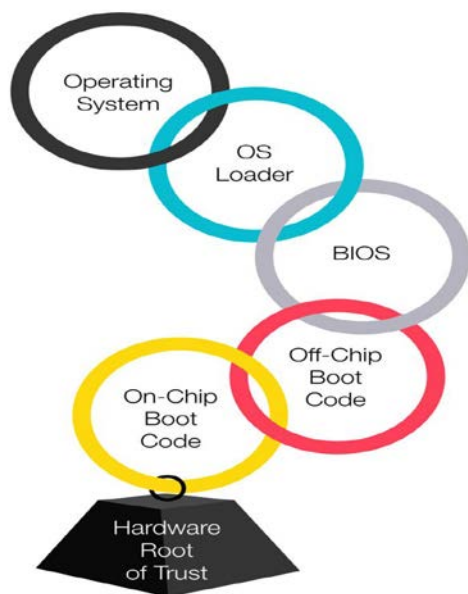 Operating
System
OS
Loader
BIOS
Off-Chip
Boot
Code
On-Chip
Boot
Code
Hardware
Root
of Trust